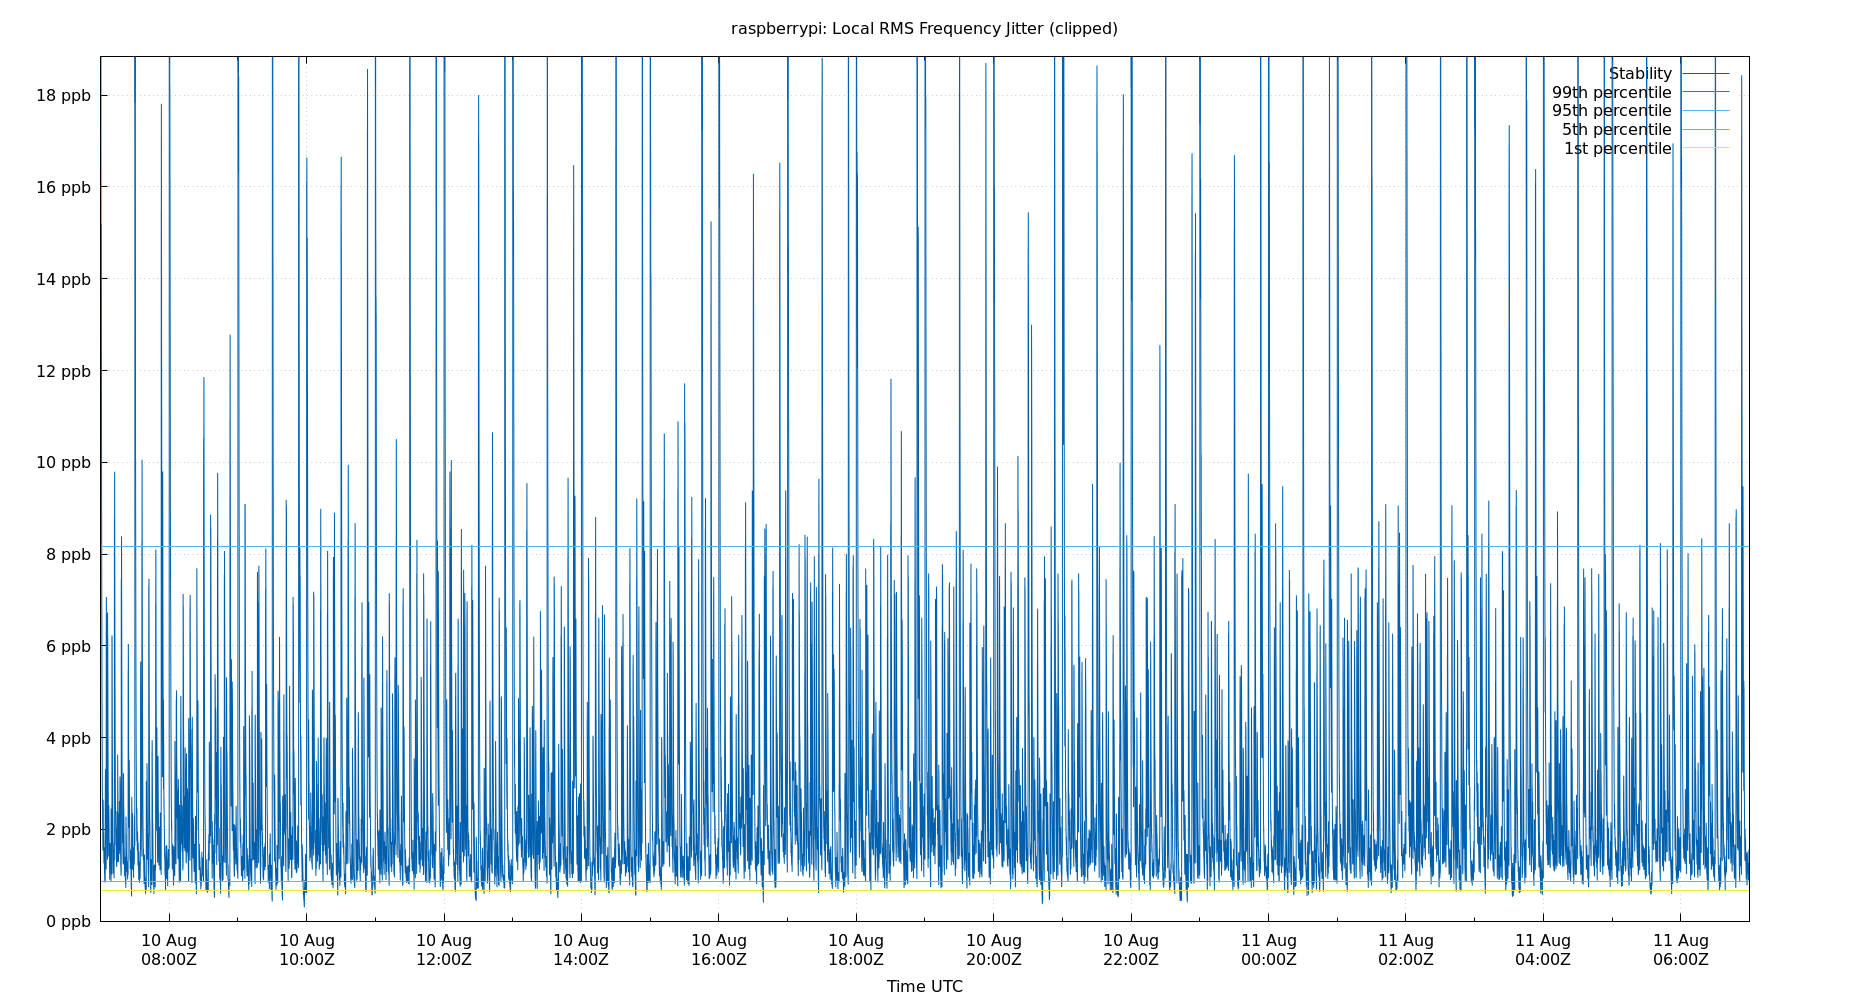 raspberrypi: Local RMS Frequency Jitter (clipped)
Stability
99th percentile
95th percentile
5th percentile
1st percentile
18 ppb
16 ppb
14 ppb
12 ppb
10 ppb
8 ppb
6 ppb
4 ppb
2 ppb
0 ppb
10 Aug 10 Aug 10 Aug 10 Aug 10 Aug 10 Aug 10 Aug 10 Aug 11 Aug 11 Aug 11 Aug 11 Aug
08:00Z 10:00Z 12:00Z 14:00Z 16:00Z 18:00Z 20:00Z 22:00Z 00:00Z 02:00Z 04:00Z 06:00Z
Time UTC